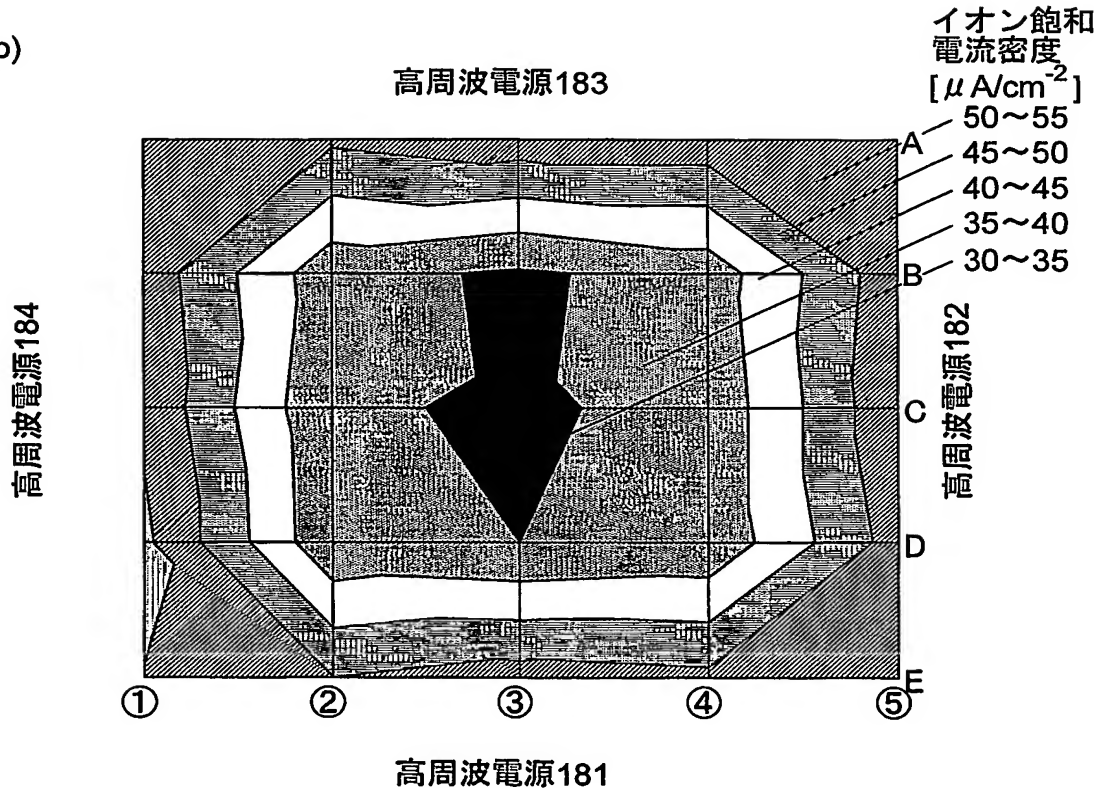 b)
イオン飽和
電流密度
[μA/cm⁻²]
50〜55
45〜50
40〜45
35〜40
30〜35
高周波電源183
高周波電源184
高周波電源182
A
B
C
D
E
① ② ③ ④ ⑤
高周波電源181